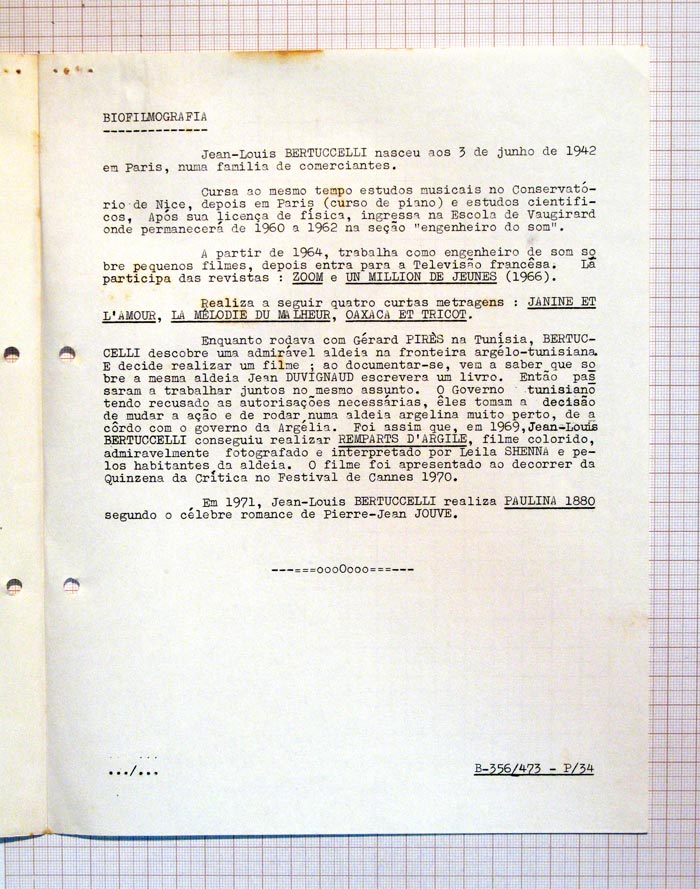 BIOFILMOGRAFIA
Jean-Louis BERTUCCELLI nasceu aos 3 de junho de 1942
em Paris, numa familia de comerciantes.
Cursa ao mesmo tempo estudos musicais no Conservató-
rio de Nice, depois em Paris (curso de piano) e estudos cientifi-
cos, Após sua licença de física, ingressa na Escola de Vaugirard
onde permanecerá de 1960 a 1962 na seção "engenheiro do som".
A partir de 1964, trabalha como engenheiro de som so
bre pequenos filmes, depois entra para a Televisão francêsa. Lá
participa das revistas : ZOOM e UN MILLION DE JEUNES (1966).
Realiza a seguir quatro curtas metragens : JANINE ET
L'AMOUR, LA MÉLODIE DU MALHEUR, OAXACA ET TRICOT.
Enquanto rodava com Gérard PIRÈS na Tunísia, BERTUC-
CELLI descobre uma admirável aldeia na fronteira argélo-tunisiana.
E decide realizar um filme ; ao documentar-se, vem a saber que so
bre a mesma aldeia Jean DUVIGNAUD escrevera um livro. Então pas
saram a trabalhar juntos no mesmo assunto. O Governo tunisiano
tendo recusado as autorisações necessárias, êles tomam a decisão
de mudar a ação e de rodar numa aldeia argelina muito perto, de a
côrdo com o governo da Argélia. Foi assim que, em 1969, Jean-Louis
BERTUCCELLI conseguiu realizar REMPARTS D'ARGILE, filme colorido,
admiravelmente fotografado e interpretado por Leila SHENNA e pe-
los habitantes da aldeia. O filme foi apresentado ao decorrer da
Quinzena da Crítica no Festival de Cannes 1970.
Em 1971, Jean-Louis BERTUCCELLI realiza PAULINA 1880
segundo o célebre romance de Pierre-Jean JOUVE.
---===oooOooo===---
.../...
B-356/473 - P/34